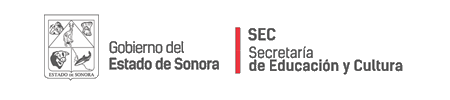 Gobierno del
Estado de Sonora
ESTADO DE SONORA
SEC
Secretaría
de Educación y Cultura